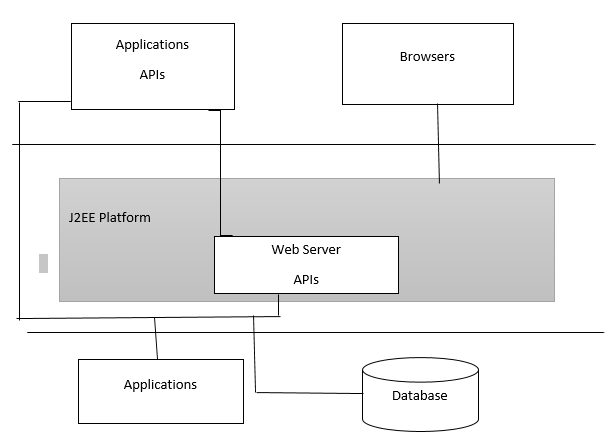 Applications
APIs
Browsers
J2EE Platform
Web Server
APIs
Applications
Database